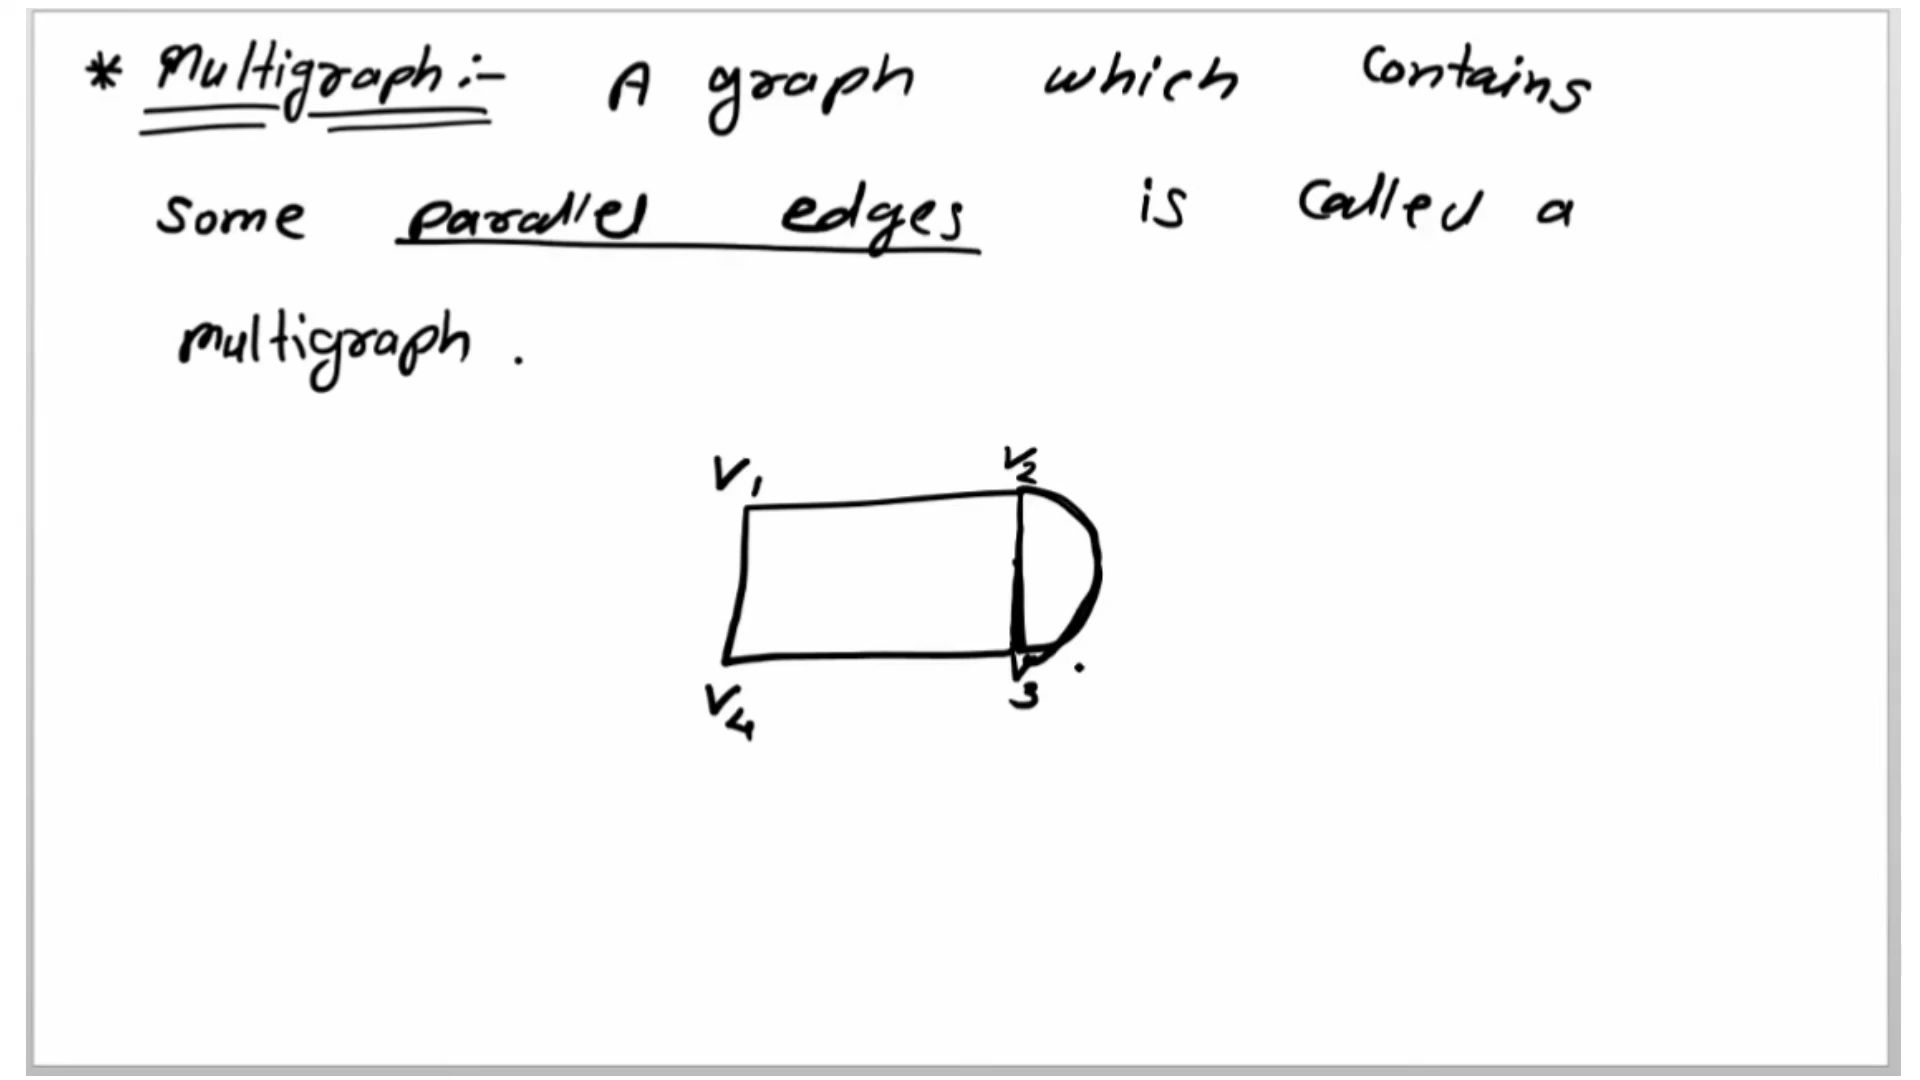 * Multigraph :- A graph which contains
some parallel edges is called a
multigraph .
V1 V2
V4 V3